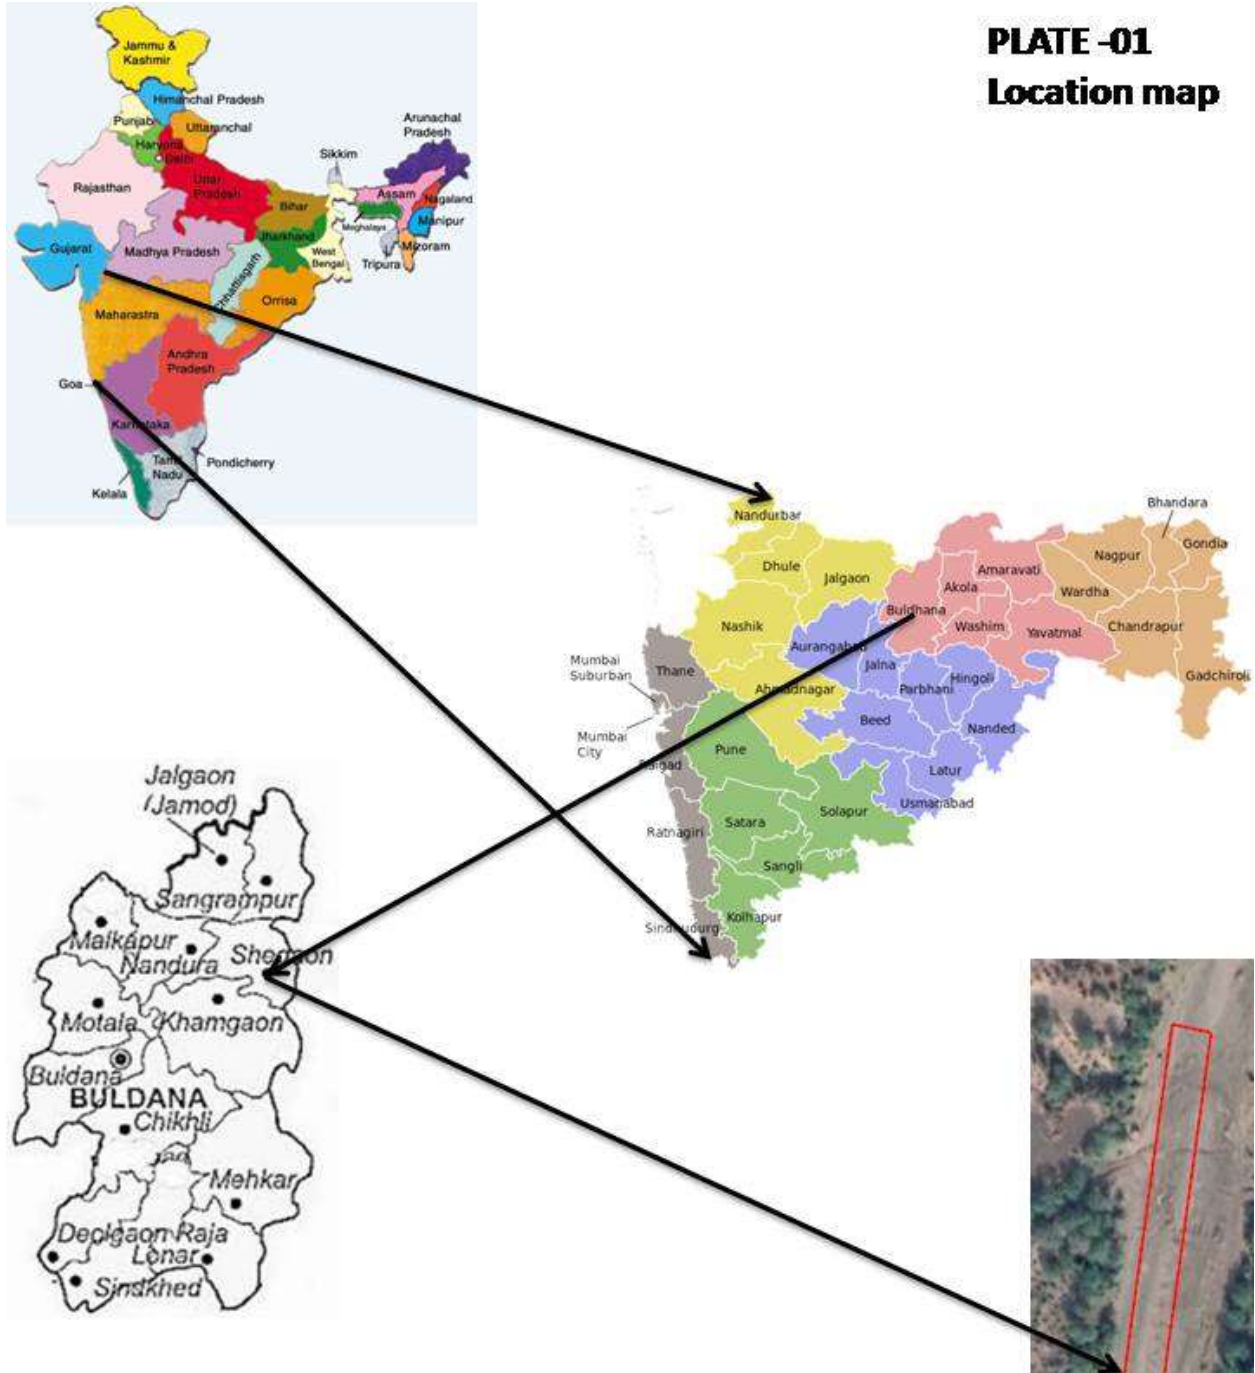 PLATE -01
Location map
Jammu &
Kashmir
Himanchal Pradesh
Punjab
Uttaranchal
Haryona
Delbi
Arunachal
Pradesh
Sikkim
Rajasthan
Uttar
Pradesh
Bihar
Assam
Nagaland
Meghalaya
Manipur
Gujarat
Madhya Pradesh
Jharkhand
West
Bengal
Tripura
Mizoram
Chhattisgarh
Orrisa
Maharastra
Andhra
Pradesh
Goa
Karnataka
Tamil
Nadu
Pondicherry
Kelala
Nandurbar
Bhandara
Gondia
Nagpur
Dhule
Jalgaon
Amaravati
Akola
Wardha
Buldhana
Nashik
Washim
Yavatmal
Chandrapur
Aurangabad
Jalna
Mumbai
Suburban
Thane
Hingoli
Parbhani
Gadchiroli
Ahmadnagar
Beed
Nanded
Mumbai
City
Pune
Raigad
Latur
Usmanabad
Solapur
Satara
Ratnagiri
Sangli
Kolhapur
Sindhudurg
Jalgaon
(Jamod)
Sangrampur
Malkapur
Nandura
Shegaon
Motala
Khamgaon
Buldana
BULDANA
Chikhli
Mehkar
Deolgaon Raja
Lonar
Sindkhed